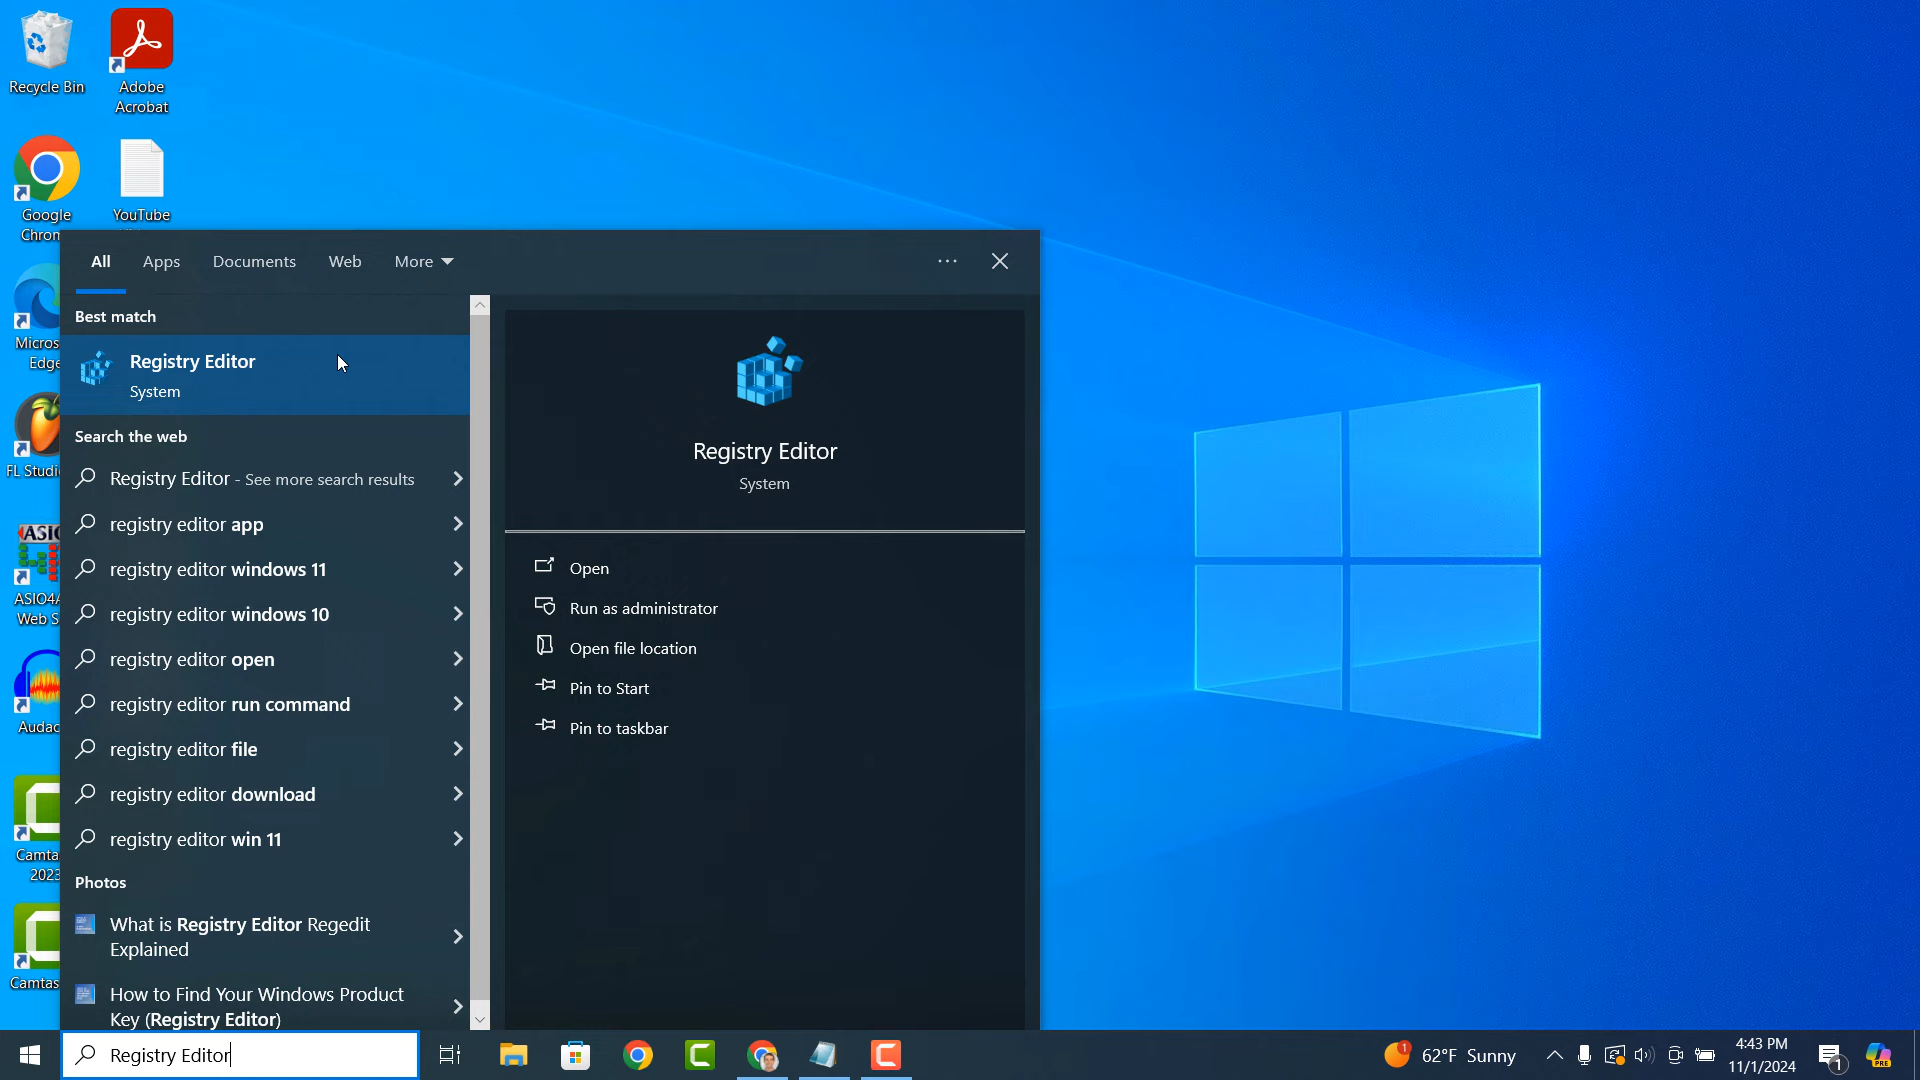 Recycle Bin
Adobe
Acrobat
Google
Chrom
YouTube
Micros
Edge
FL Studi
ASIO4A
Web S
Audac
Camta
2023
Camtas
All Apps Documents Web More
Best match
Registry Editor
System
Search the web
Registry Editor - See more search results
registry editor app
registry editor windows 11
registry editor windows 10
registry editor open
registry editor run command
registry editor file
registry editor download
registry editor win 11
Photos
What is Registry Editor Regedit
Explained
How to Find Your Windows Product
Key (Registry Editor)
Registry Editor
System
Open
Run as administrator
Open file location
Pin to Start
Pin to taskbar
Registry Editor
1
62°F Sunny
4:43 PM
11/1/2024
1
PRE